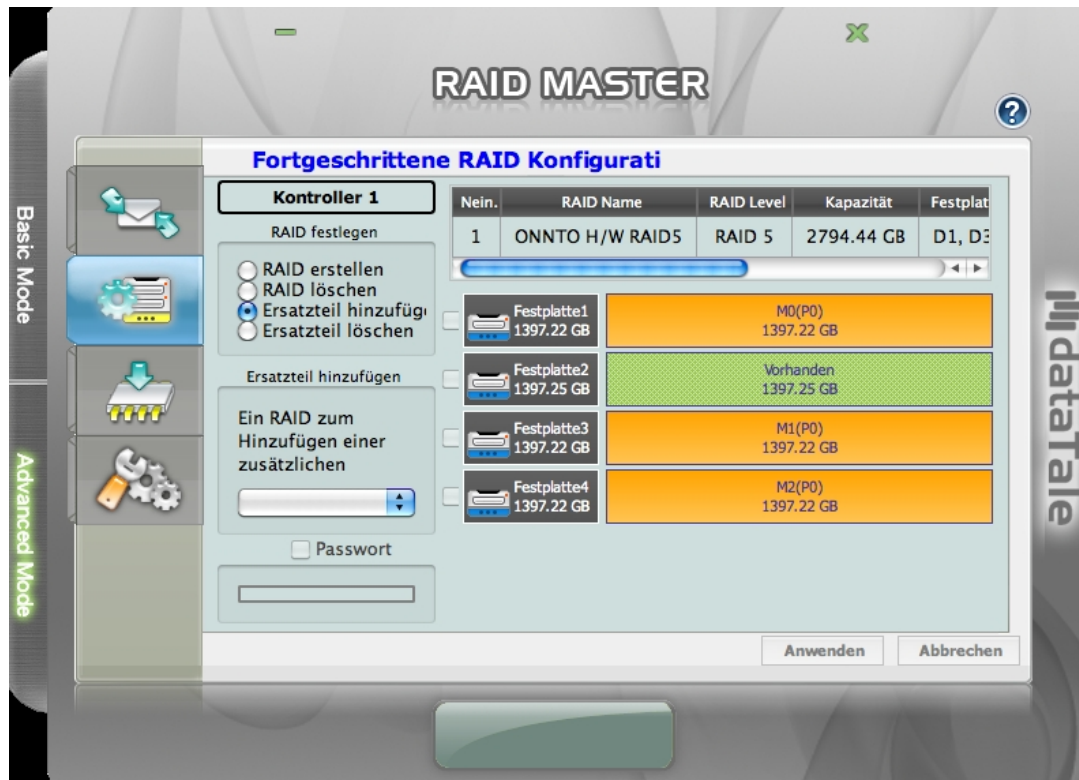 RAID MASTER
?
Fortgeschrittene RAID Konfigurati
Basic Mode
Advanced Mode
Kontroller 1
RAID festlegen
RAID erstellen
RAID löschen
Ersatzteil hinzufüg
Ersatzteil löschen
Ersatzteil hinzufügen
Ein RAID zum
Hinzufügen einer
zusätzlichen
Passwort
Nein. RAID Name RAID Level Kapazität Festplat
1 ONNTO H/W RAID5 RAID 5 2794.44 GB D1, D3
Festplatte1 M0(P0)
1397.22 GB 1397.22 GB
Festplatte2 Vorhanden
1397.25 GB 1397.25 GB
Festplatte3 M1(P0)
1397.22 GB 1397.22 GB
Festplatte4 M2(P0)
1397.22 GB 1397.22 GB
Anwenden Abbrechen
dataTale